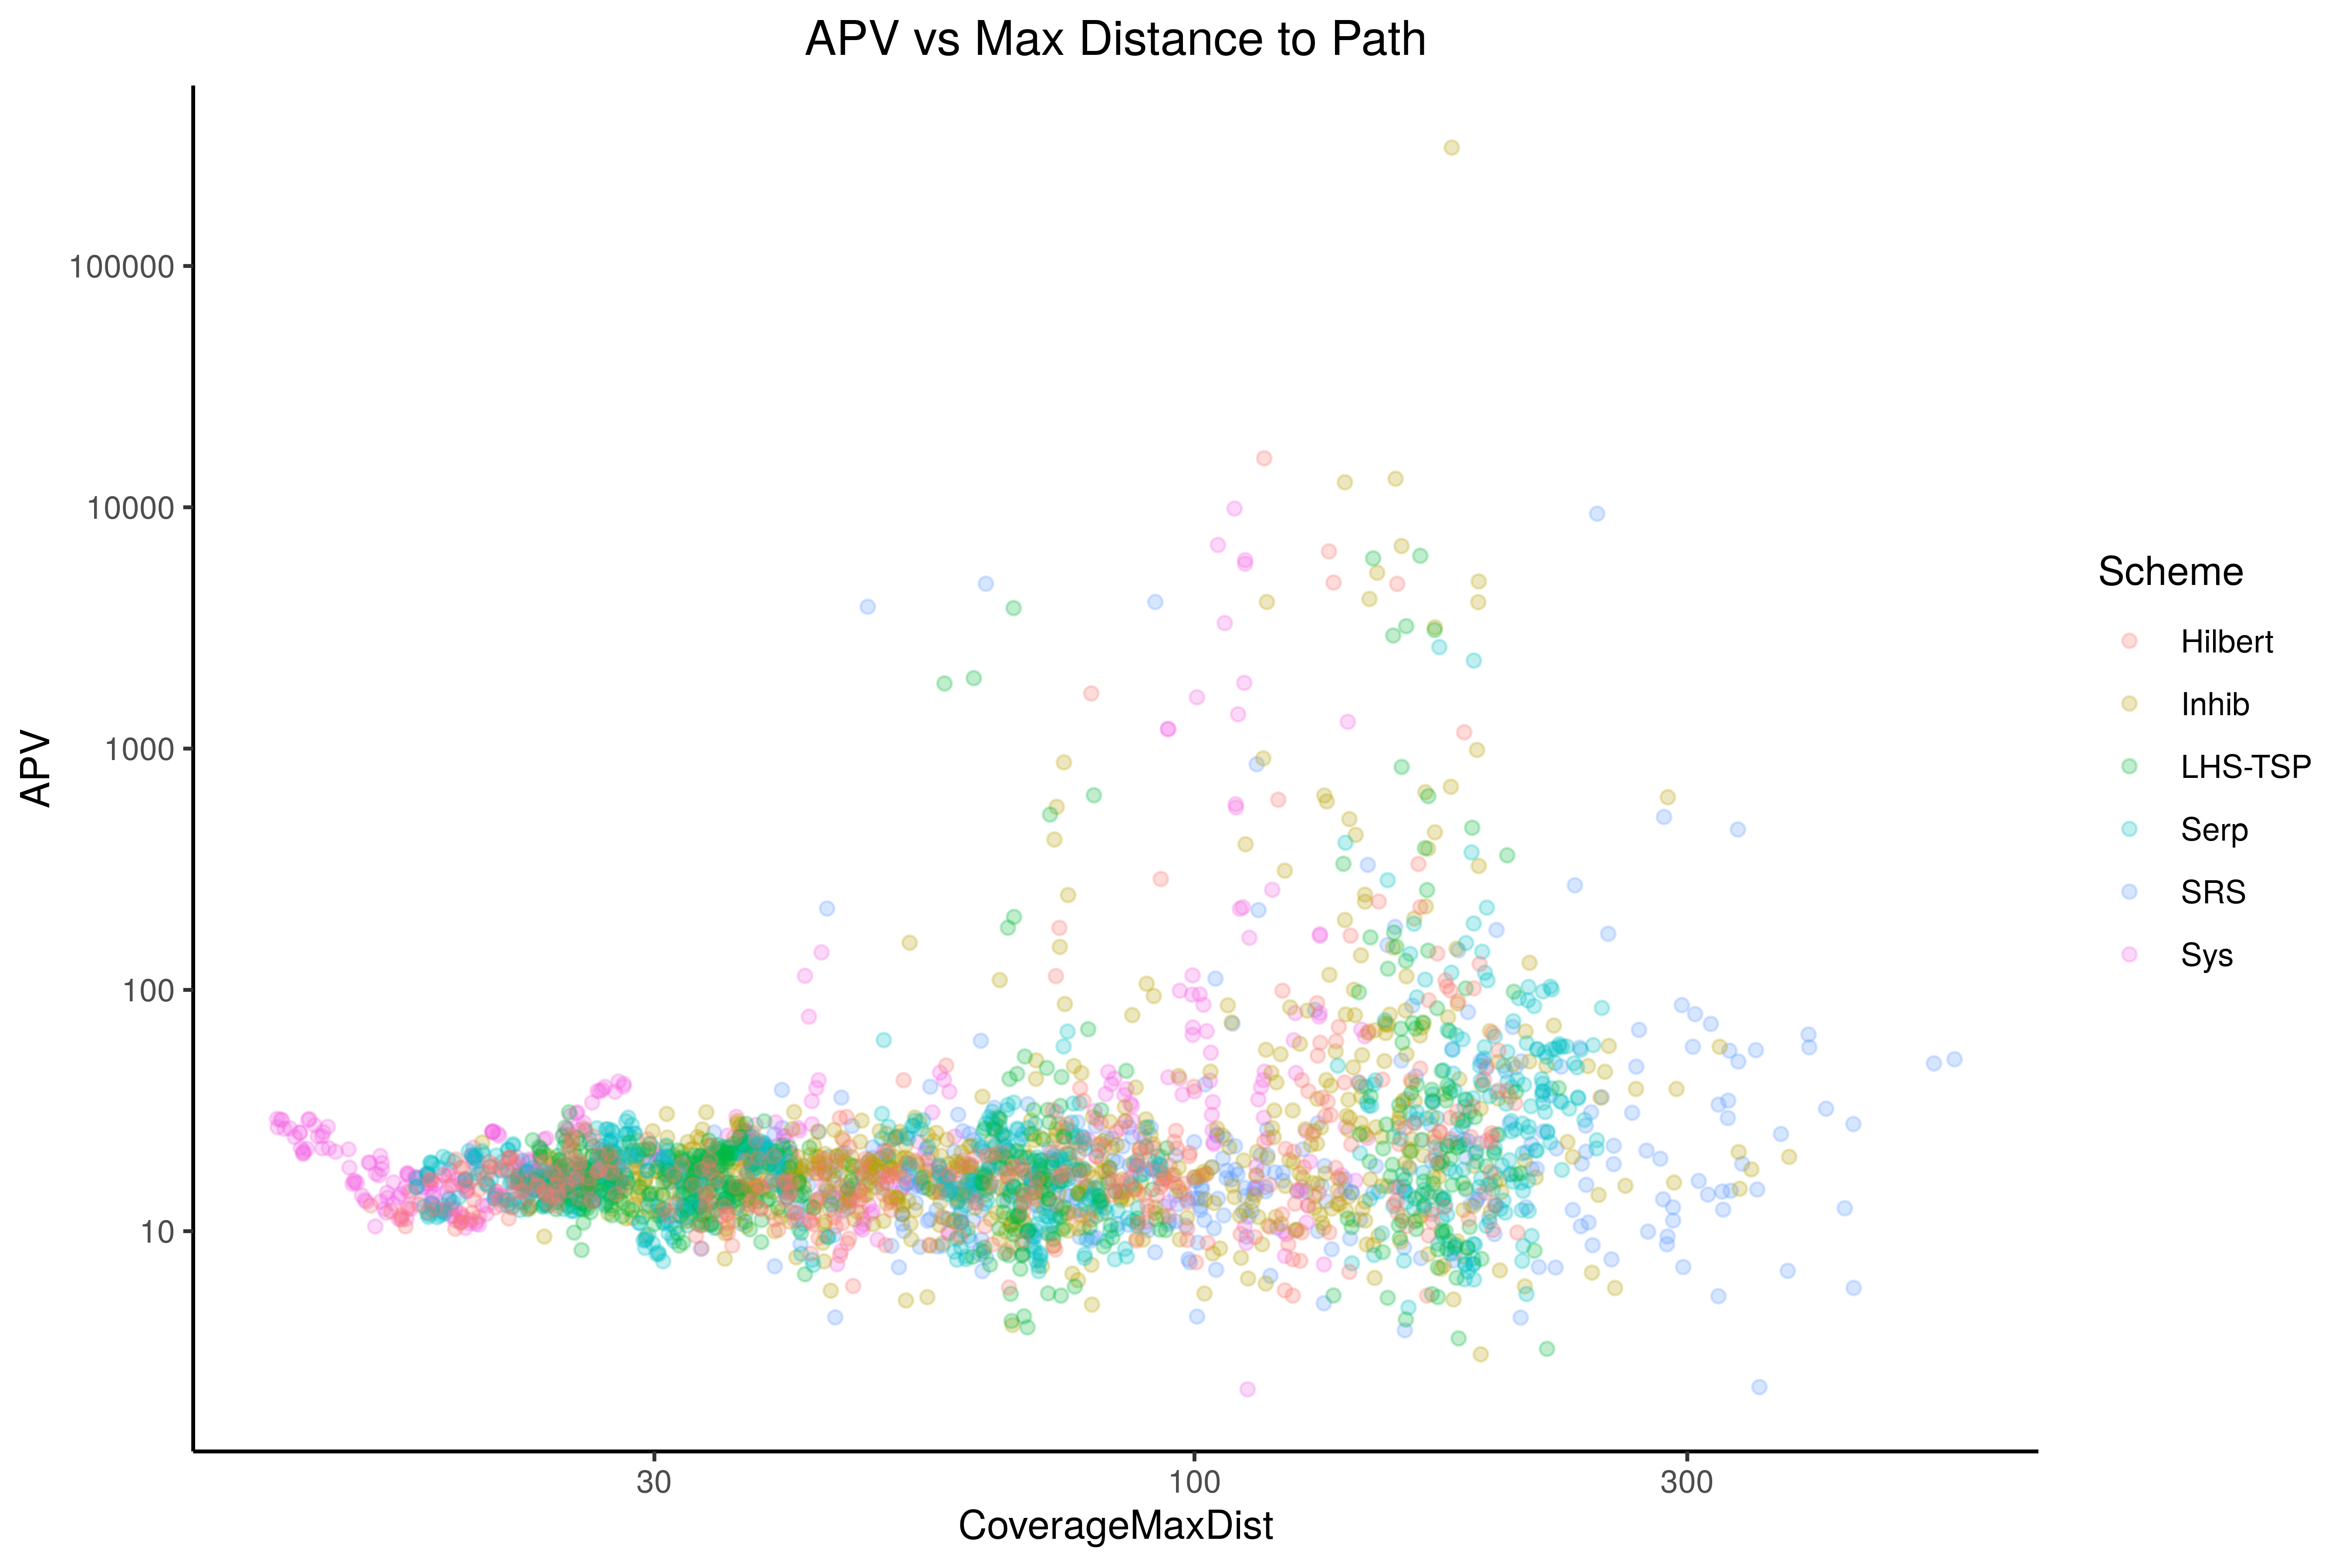 APV vs Max Distance to Path
APV
100000
10000
1000
100
10
30
100
300
CoverageMaxDist
Scheme
Hilbert
Inhib
LHS-TSP
Serp
SRS
Sys